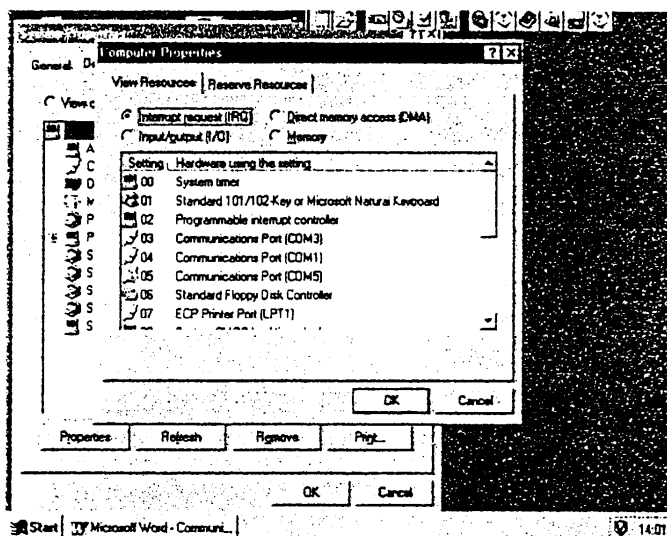 Computer Properties
General
View Resources
Reserve Resources
Interrupt request (IRQ)
Direct memory access (DMA)
Input/output (I/O)
Memory
Setting
Hardware using the setting
00 System timer
01 Standard 101/102-Key or Microsoft Natural Keyboard
02 Programmable interrupt controller
03 Communications Port (COM3)
04 Communications Port (COM1)
05 Communications Port (COM5)
06 Standard Floppy Disk Controller
07 ECP Printer Port (LPT1)
A
C
D
M
P
P
S
S
S
S
S
OK
Cancel
Properties
Refresh
Remove
Print...
OK
Cancel
Start
Microsoft Word - Communi...
14:01